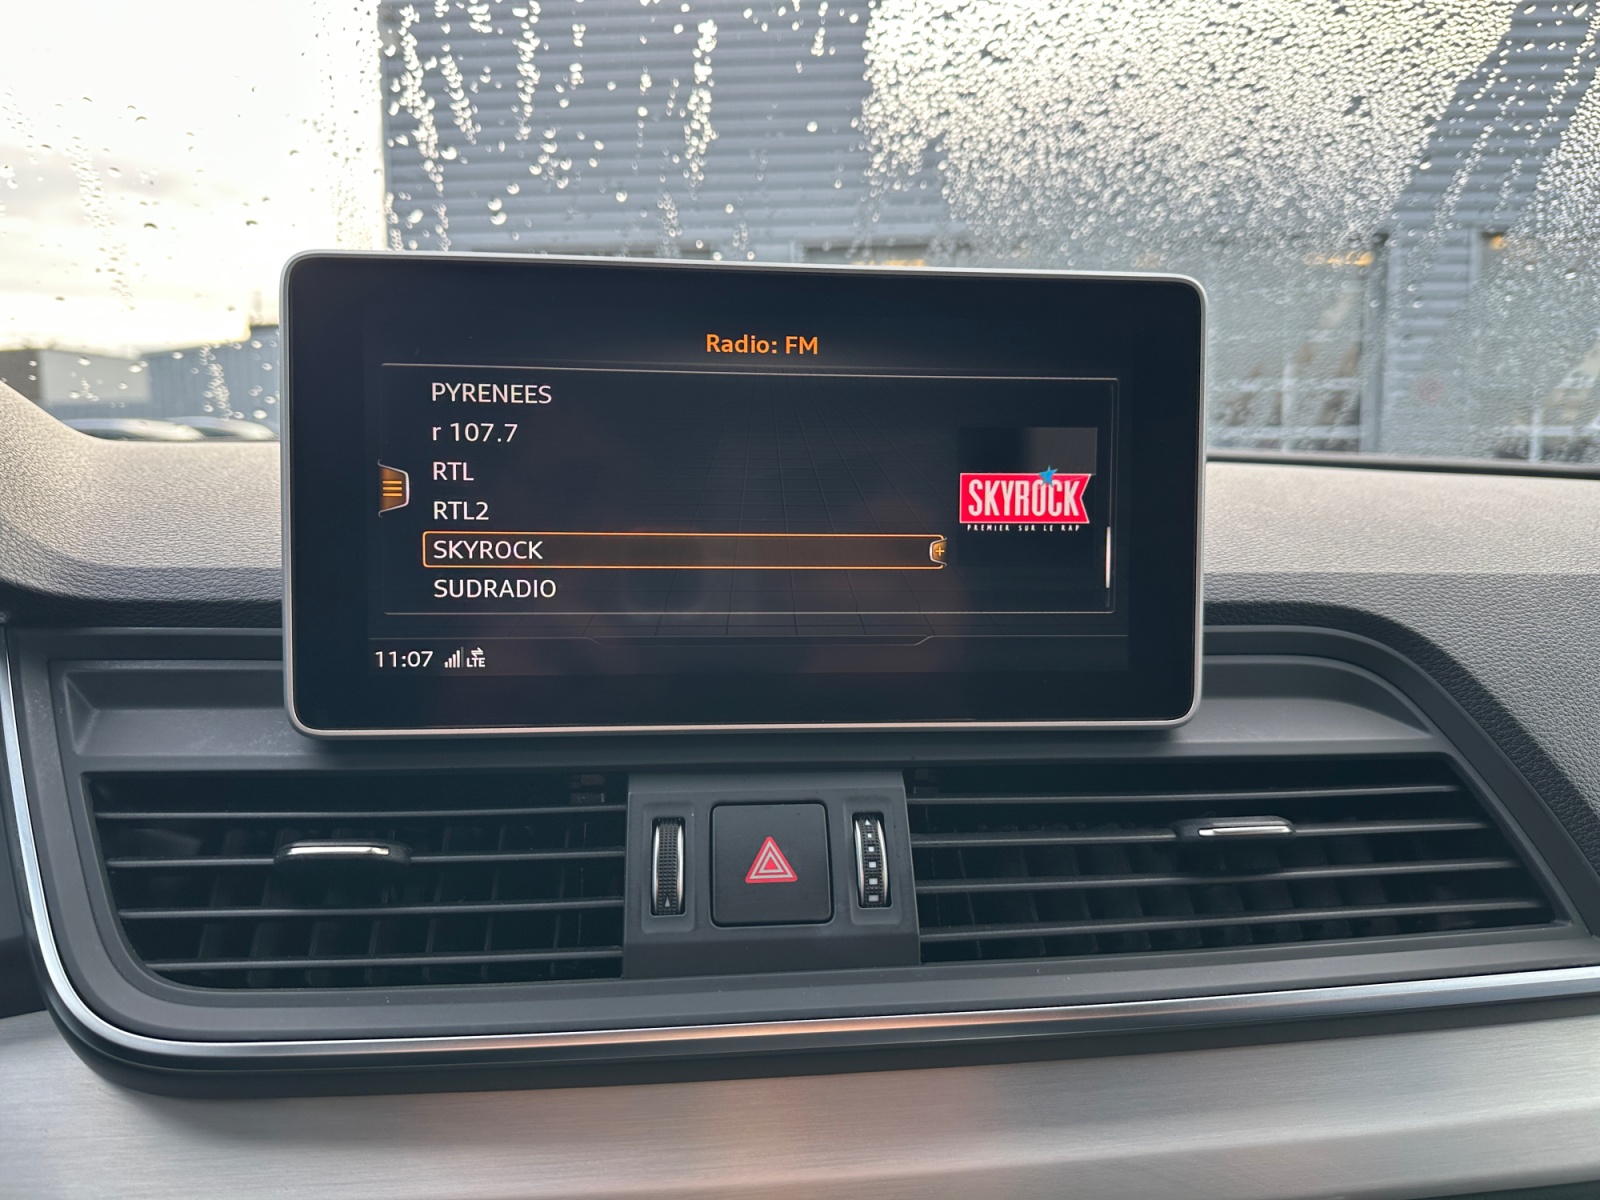 Radio: FM
PYRENEES
r 107.7
RTL
RTL2
SKYROCK
SUDRADIO
SKYROCK
PREMIER SUR LE RAP
11:07 LTE